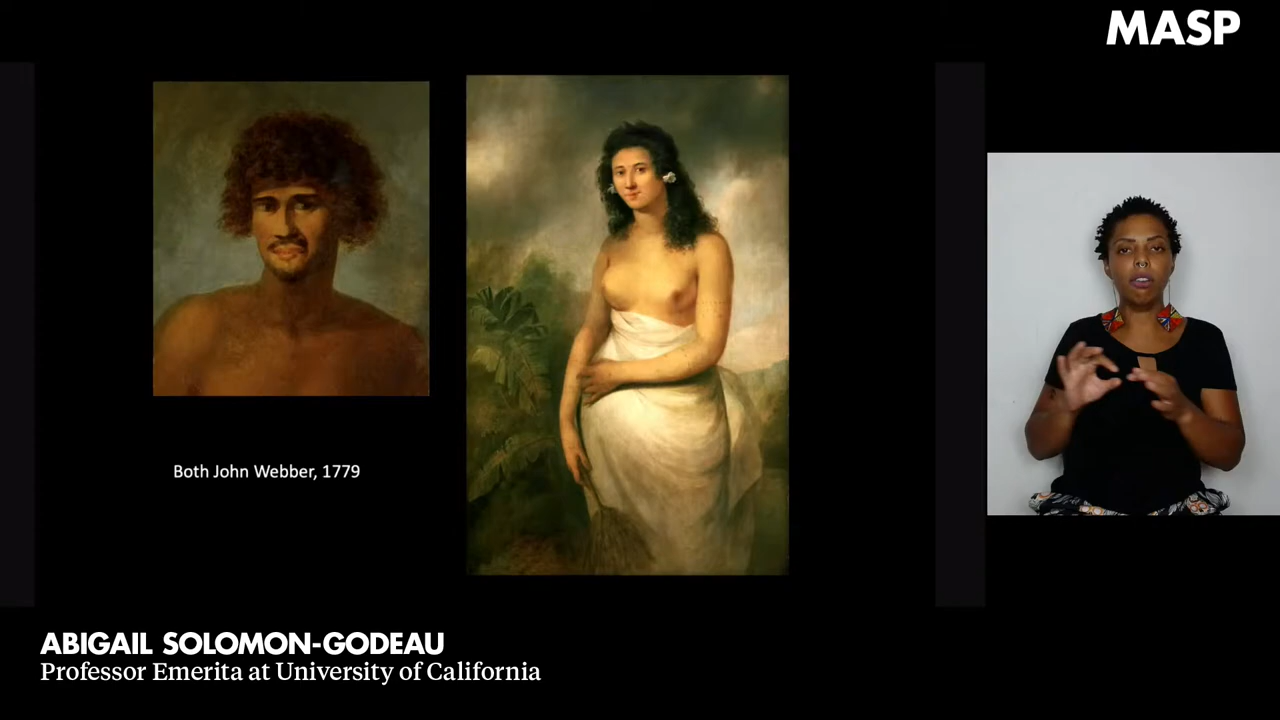 MASP
Both John Webber, 1779
ABIGAIL SOLOMON-GODEAU
Professor Emerita at University of California